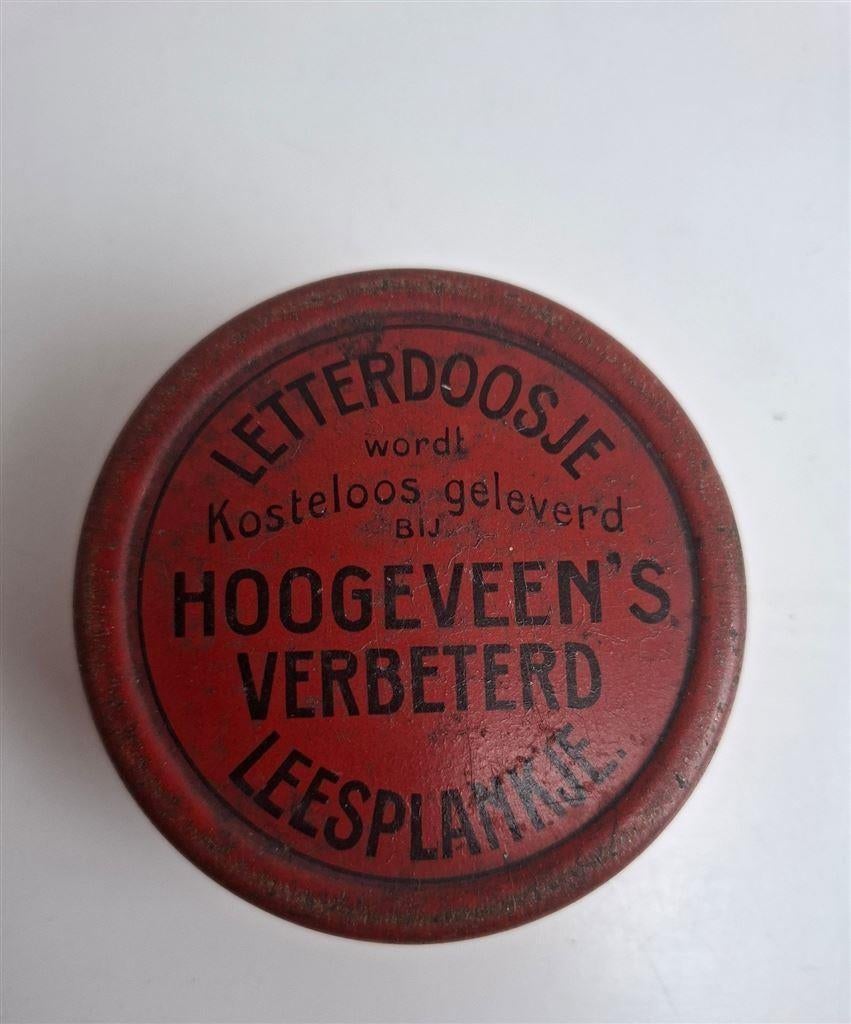 LETTERDOOSJE
wordt
Kosteloos geleverd
BIJ
HOOGEVEEN'S
VERBETERD
LEESPLANKJE.